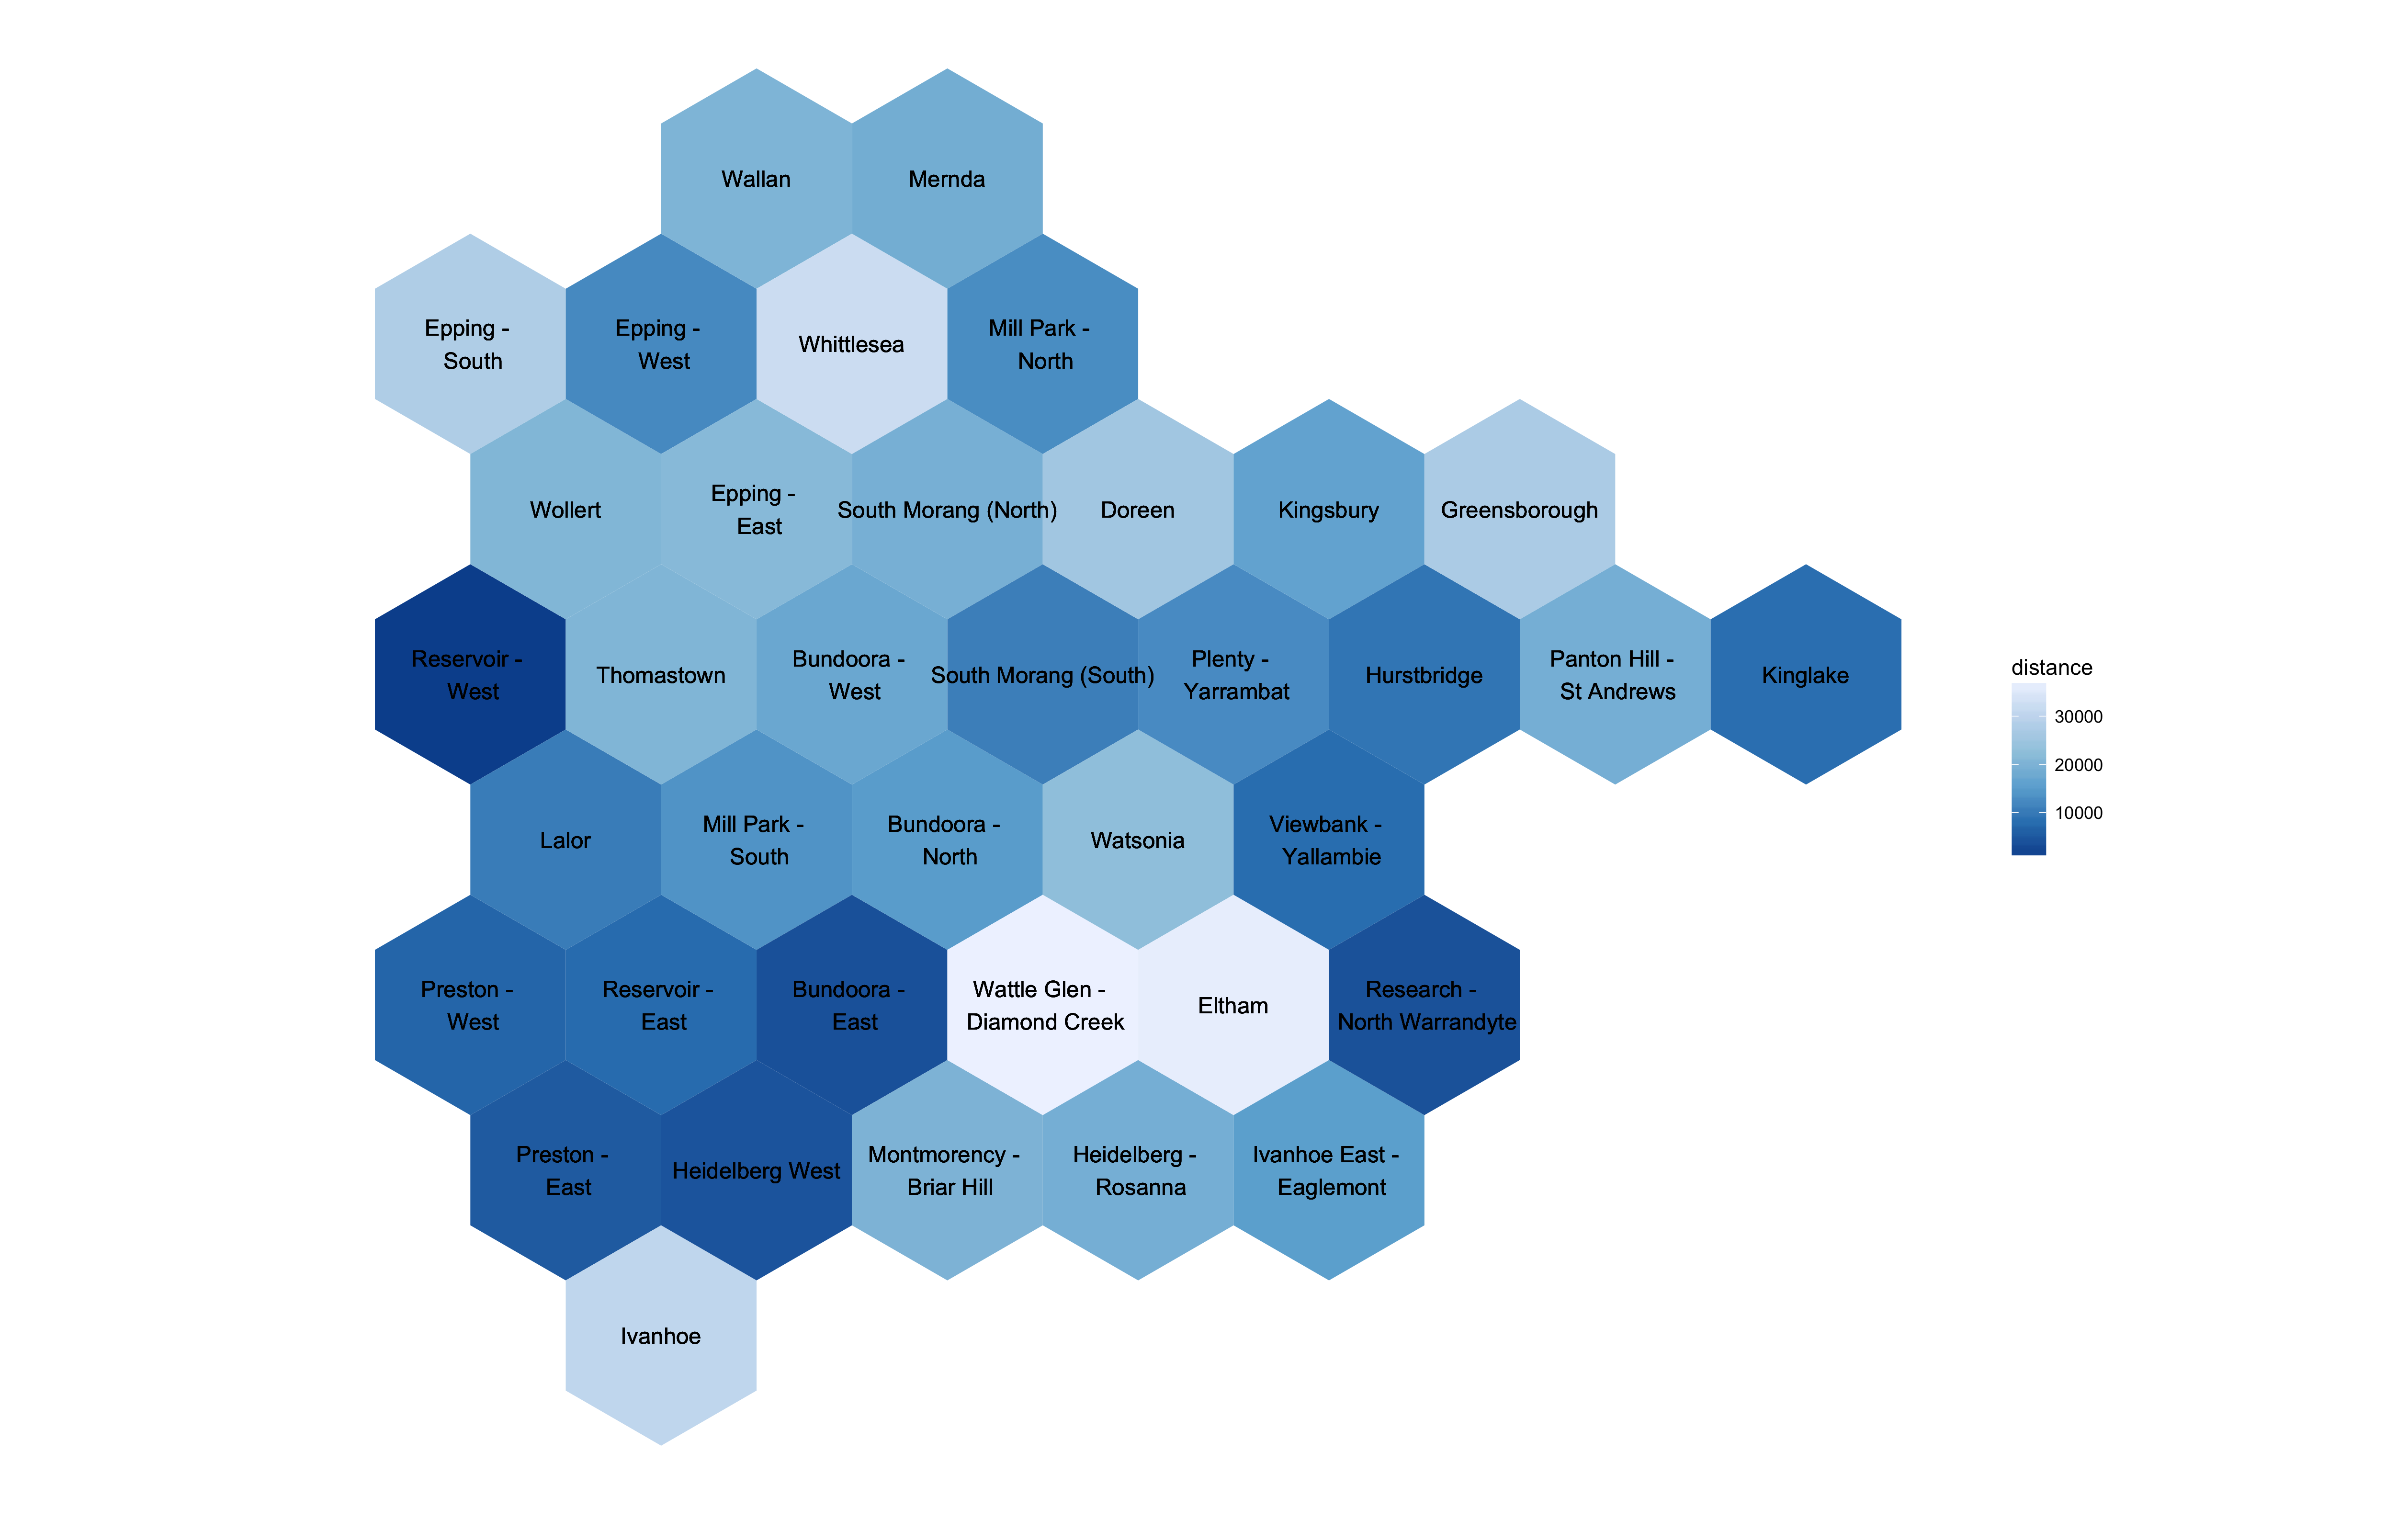 Wallan
Mernda
Epping -
South
Epping -
West
Whittlesea
Mill Park -
North
Wollert
Epping -
East
South Morang (North)
Doreen
Kingsbury
Greensborough
Reservoir -
West
Thomastown
Bundoora -
West
South Morang (South)
Plenty -
Yarrambat
Hurstbridge
Panton Hill -
St Andrews
Kinglake
Lalor
Mill Park -
South
Bundoora -
North
Watsonia
Viewbank -
Yallambie
Preston -
West
Reservoir -
East
Bundoora -
East
Wattle Glen -
Diamond Creek
Eltham
Research -
North Warrandyte
Preston -
East
Heidelberg West
Montmorency -
Briar Hill
Heidelberg -
Rosanna
Ivanhoe East -
Eaglemont
Ivanhoe
distance
30000
20000
10000